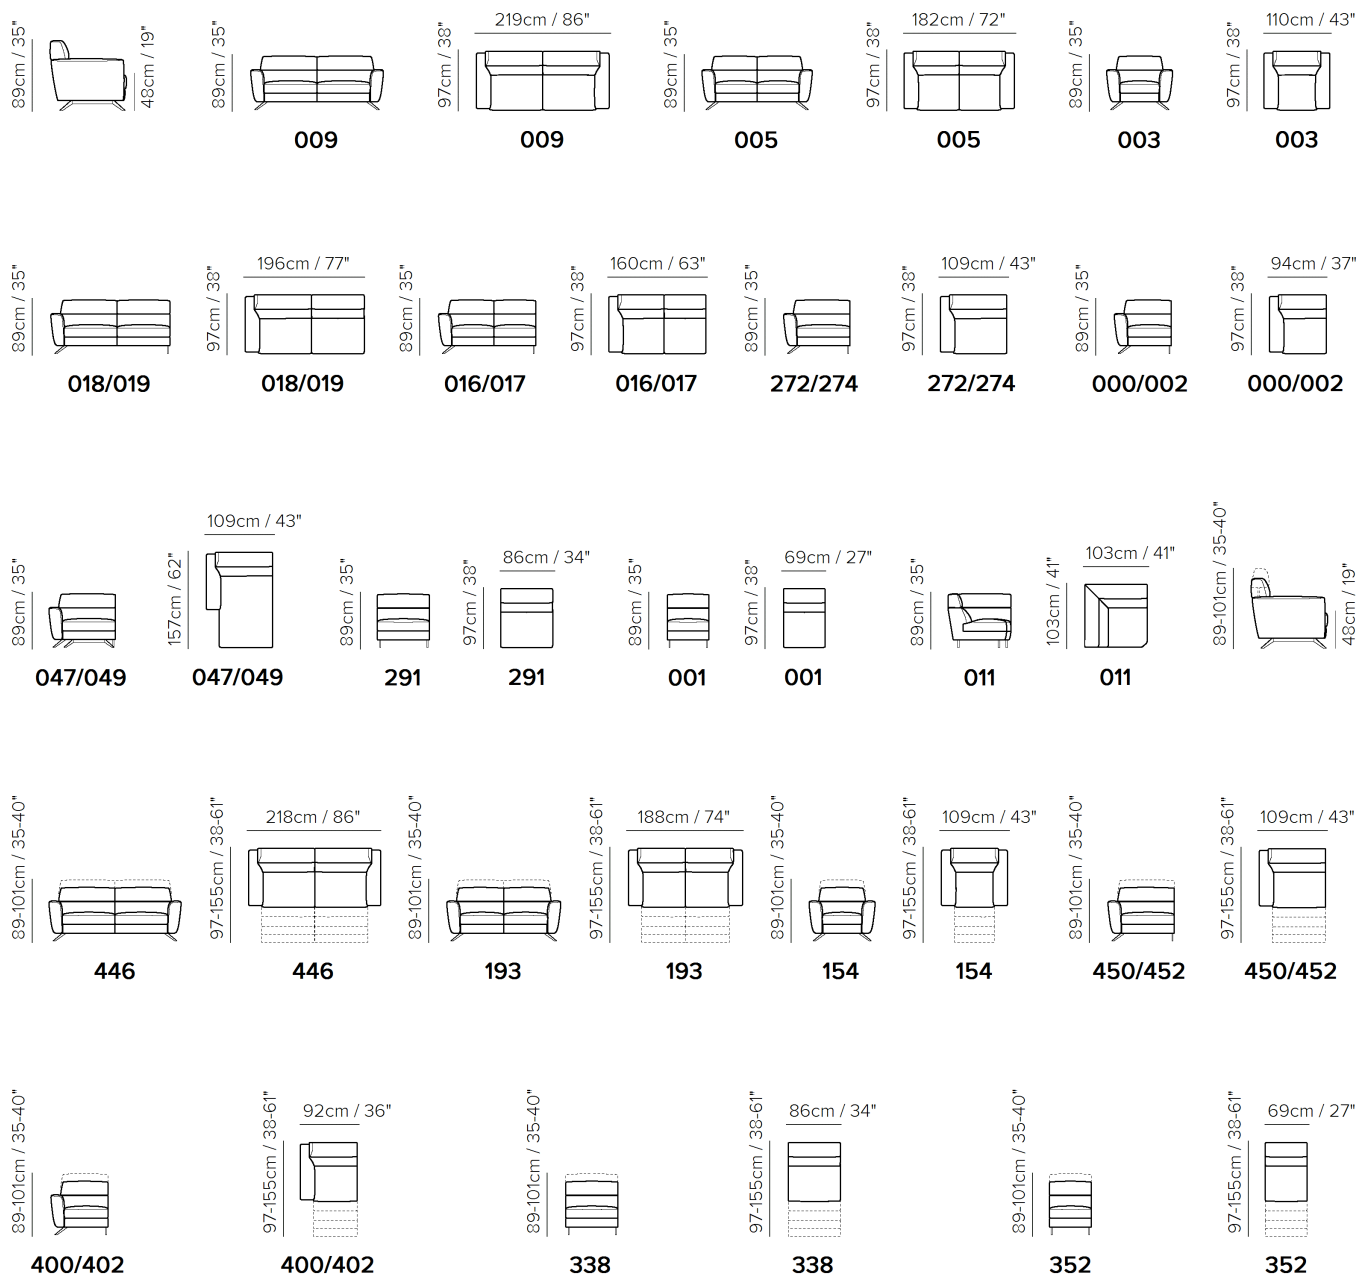 89cm / 35"
48cm / 19"
89cm / 35"
009
97cm / 38"
219cm / 86"
009
89cm / 35"
005
97cm / 38"
182cm / 72"
005
89cm / 35"
003
97cm / 38"
110cm / 43"
003
89cm / 35"
018/019
97cm / 38"
196cm / 77"
018/019
89cm / 35"
016/017
97cm / 38"
160cm / 63"
016/017
89cm / 35"
272/274
97cm / 38"
109cm / 43"
272/274
89cm / 35"
000/002
97cm / 38"
94cm / 37"
000/002
89cm / 35"
047/049
157cm / 62"
109cm / 43"
047/049
89cm / 35"
291
97cm / 38"
86cm / 34"
291
89cm / 35"
001
97cm / 38"
69cm / 27"
001
89cm / 35"
011
103cm / 41"
103cm / 41"
011
89-101cm / 35-40"
48cm / 19"
89-101cm / 35-40"
446
97-155cm / 38-61"
218cm / 86"
446
89-101cm / 35-40"
193
97-155cm / 38-61"
188cm / 74"
193
89-101cm / 35-40"
154
97-155cm / 38-61"
109cm / 43"
154
89-101cm / 35-40"
450/452
97-155cm / 38-61"
109cm / 43"
450/452
89-101cm / 35-40"
400/402
97-155cm / 38-61"
92cm / 36"
400/402
89-101cm / 35-40"
338
97-155cm / 38-61"
86cm / 34"
338
89-101cm / 35-40"
352
97-155cm / 38-61"
69cm / 27"
352